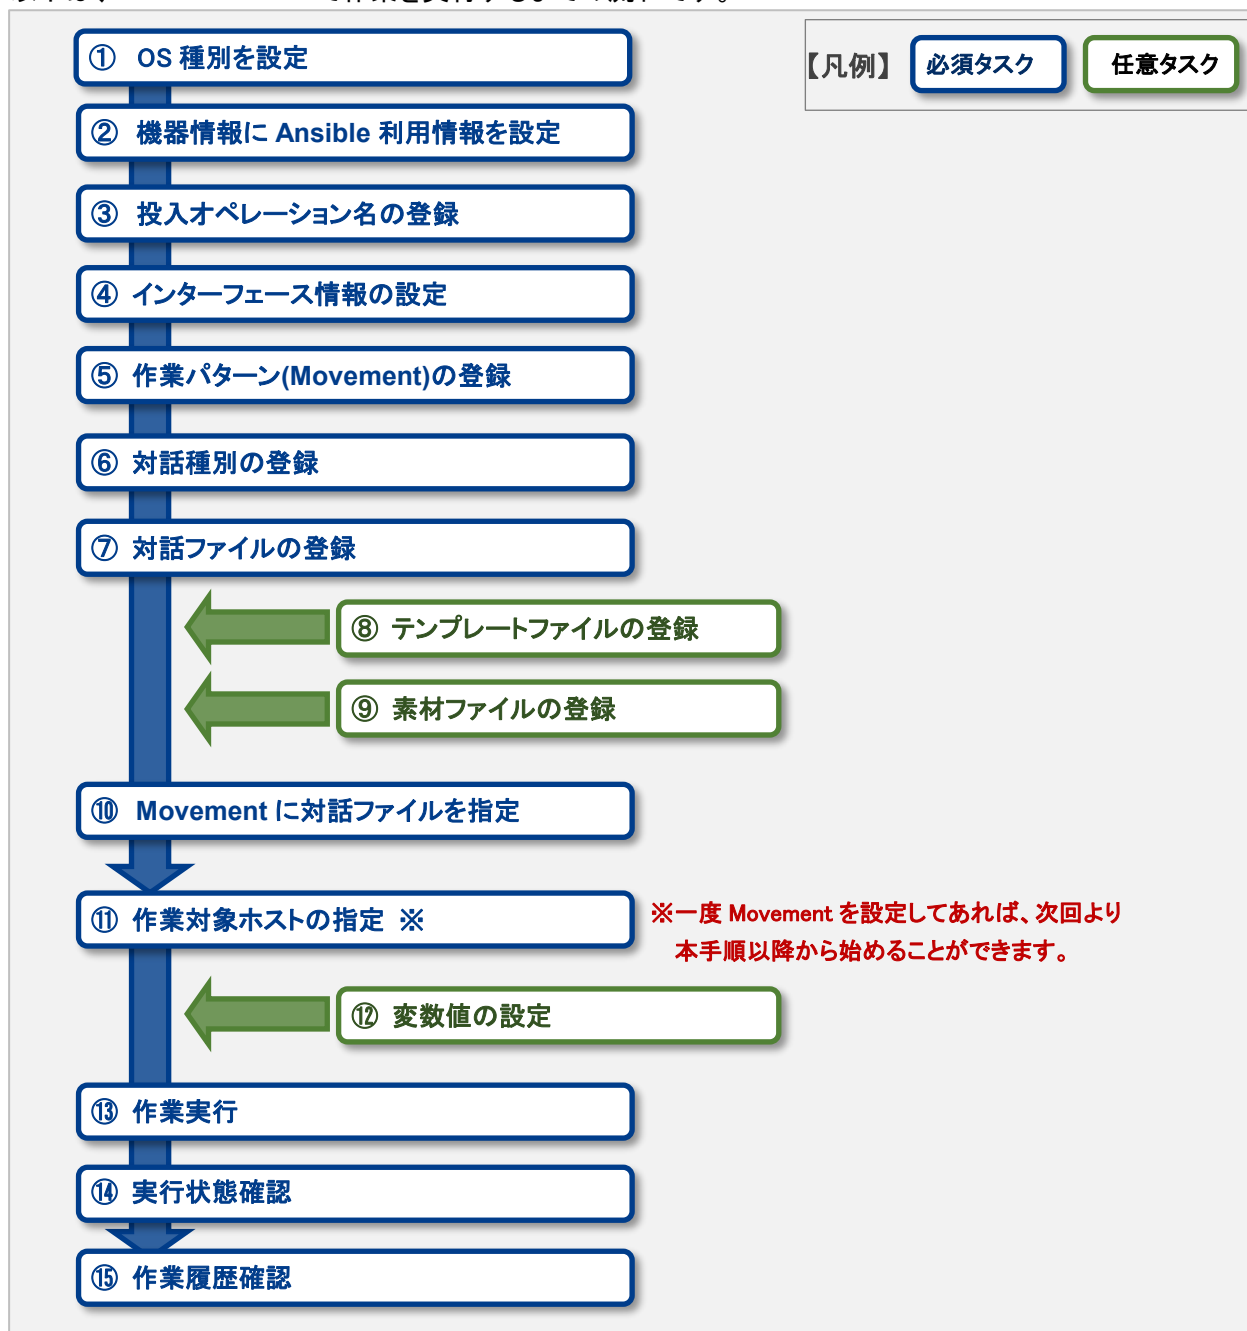 ① OS 種別を設定
【凡例】 必須タスク 任意タスク
② 機器情報に Ansible 利用情報を設定
③ 投入オペレーション名の登録
④ インターフェース情報の設定
⑤ 作業パターン(Movement)の登録
⑥ 対話種別の登録
⑦ 対話ファイルの登録
⑧ テンプレートファイルの登録
⑨ 素材ファイルの登録
⑩ Movement に対話ファイルを指定
⑪ 作業対象ホストの指定 ※
※一度 Movement を設定してあれば、次回より
本手順以降から始めることができます。
⑫ 変数値の設定
⑬ 作業実行
⑭ 実行状態確認
⑮ 作業履歴確認